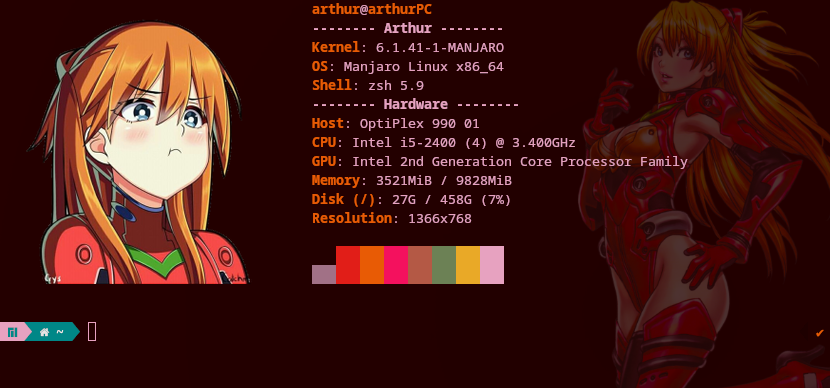 arthur@arthurPC
-------- Arthur --------
Kernel: 6.1.41-1-MANJARO
OS: Manjaro Linux x86_64
Shell: zsh 5.9
-------- Hardware --------
Host: OptiPlex 990 01
CPU: Intel i5-2400 (4) @ 3.400GHz
GPU: Intel 2nd Generation Core Processor Family
Memory: 3521MiB / 9828MiB
Disk (/): 27G / 458G (7%)
Resolution: 1366x768
~